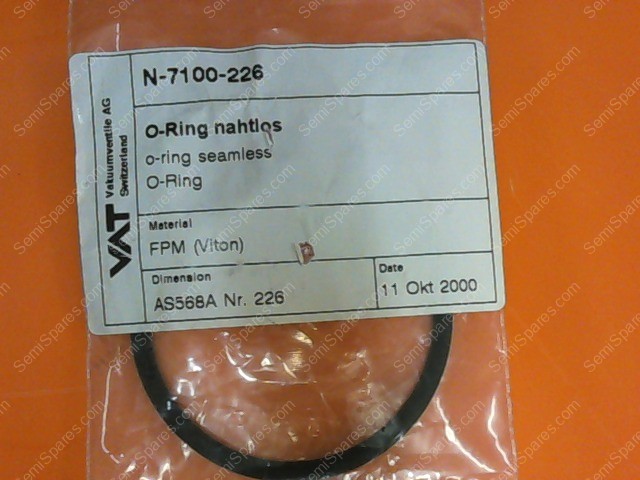 N-7100-226
O-Ring nahtlos
o-ring seamless
O-Ring
Material
FPM (Viton)
Dimension
AS568A Nr. 226
Date
11 Okt 2000
VAT
Vakuumventile AG
Switzerland
SemiSpares.com